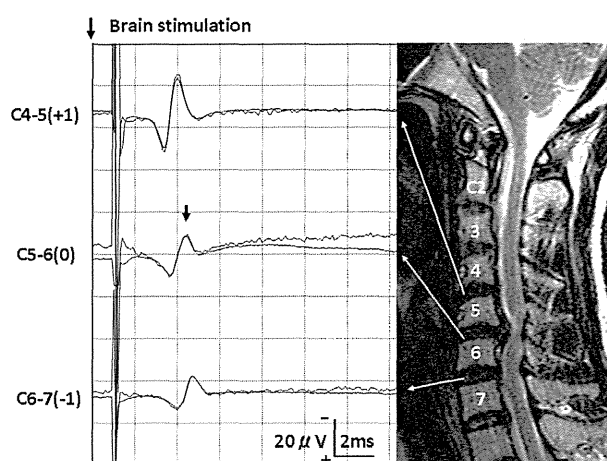 Brain stimulation
C4-5(+1)
C5-6(0)
C6-7(-1)
20 μV 2ms
−
+
C2
3
4
5
6
7